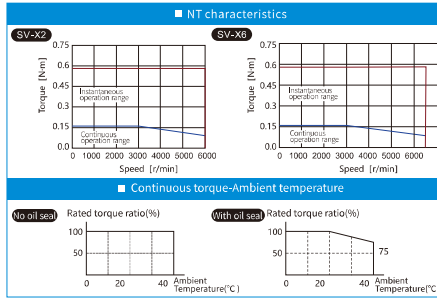 ■ NT characteristics
SV-X2
SV-X6
Torque [N·m]
0.75
0.6
0.45
0.3
0.15
0.0
Instantaneous
operation range
Continuous
operation range
0 1000 2000 3000 4000 5000 6000
Speed [r/min]
Torque [N·m]
0.75
0.6
0.45
0.3
0.15
0.0
Instantaneous
operation range
Continuous
operation range
0 1000 2000 3000 4000 5000 6000
Speed [r/min]
■ Continuous torque-Ambient temperature
No oil seal
Rated torque ratio(%)
100
50
0 20 40
Ambient
Temperature(℃)
With oil seal
Rated torque ratio(%)
100
50
75
0 20 40
Ambient
Temperature(℃